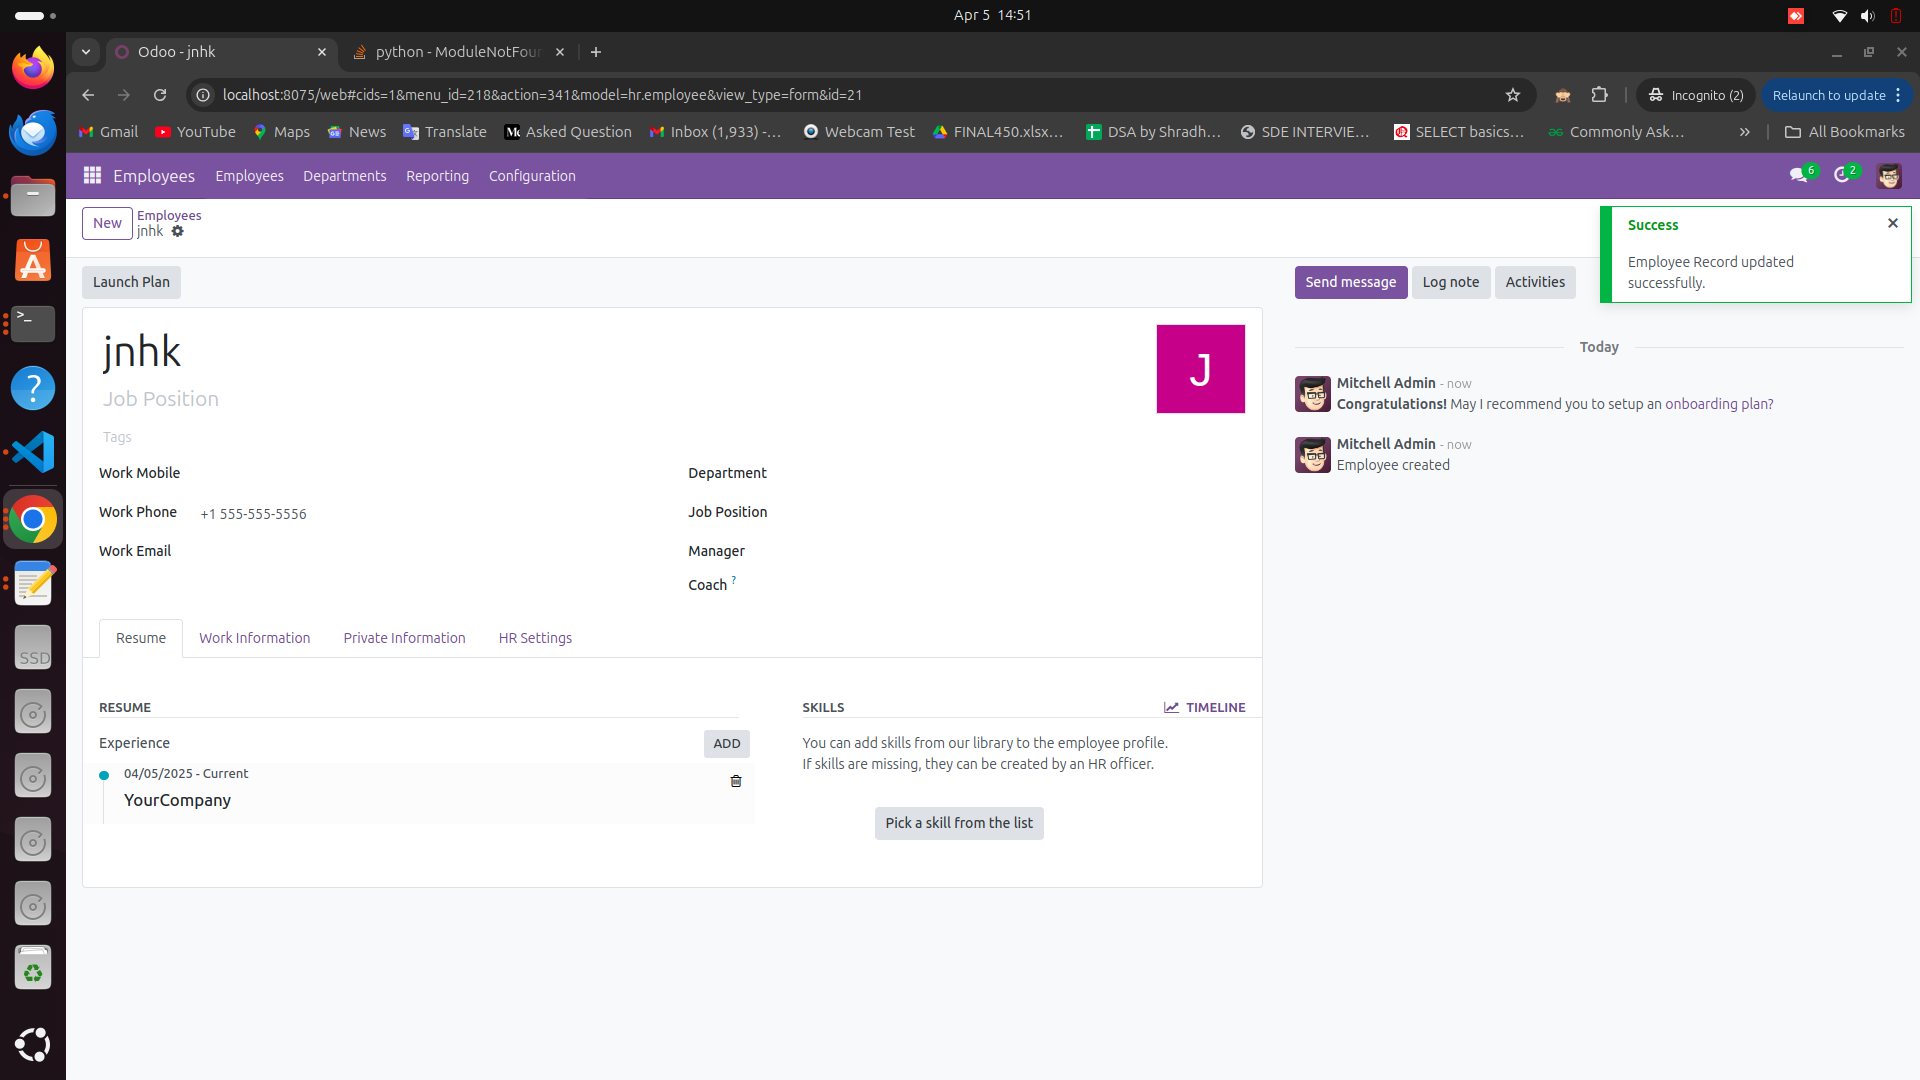 Apr 5 14:51
Odoo - jnhk
python - ModuleNotFoun
localhost:8075/web#cids=1&menu_id=218&action=341&model=hr.employee&view_type=form&id=21
Incognito (2)
Relaunch to update
Gmail
YouTube
Maps
News
Translate
Asked Question
Inbox (1,933) -...
Webcam Test
FINAL450.xlsx...
DSA by Shradh...
SDE INTERVIE...
SELECT basics...
Commonly Ask...
»
All Bookmarks
Employees
Employees
Departments
Reporting
Configuration
6
2
New
Employees
jnhk
Success
Employee Record updated
successfully.
Launch Plan
Send message
Log note
Activities
jnhk
J
Job Position
Tags
Work Mobile
Department
Work Phone
+1 555-555-5556
Job Position
Work Email
Manager
Coach ?
Today
Mitchell Admin - now
Congratulations! May I recommend you to setup an onboarding plan?
Mitchell Admin - now
Employee created
Resume
Work Information
Private Information
HR Settings
RESUME
Experience
ADD
04/05/2025 - Current
YourCompany
SKILLS
TIMELINE
You can add skills from our library to the employee profile.
If skills are missing, they can be created by an HR officer.
Pick a skill from the list
SSD